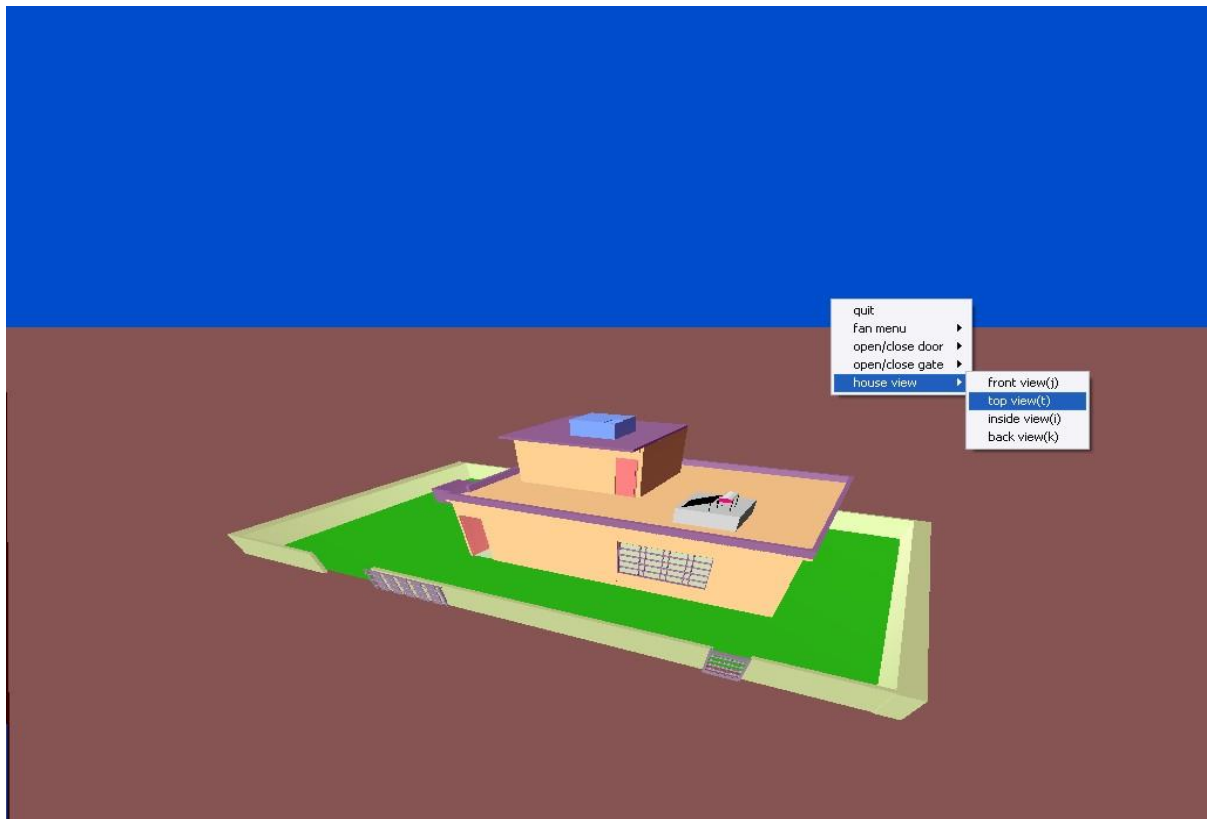 quit
fan menu
open/close door
open/close gate
house view
front view(j)
top view(t)
inside view(i)
back view(k)